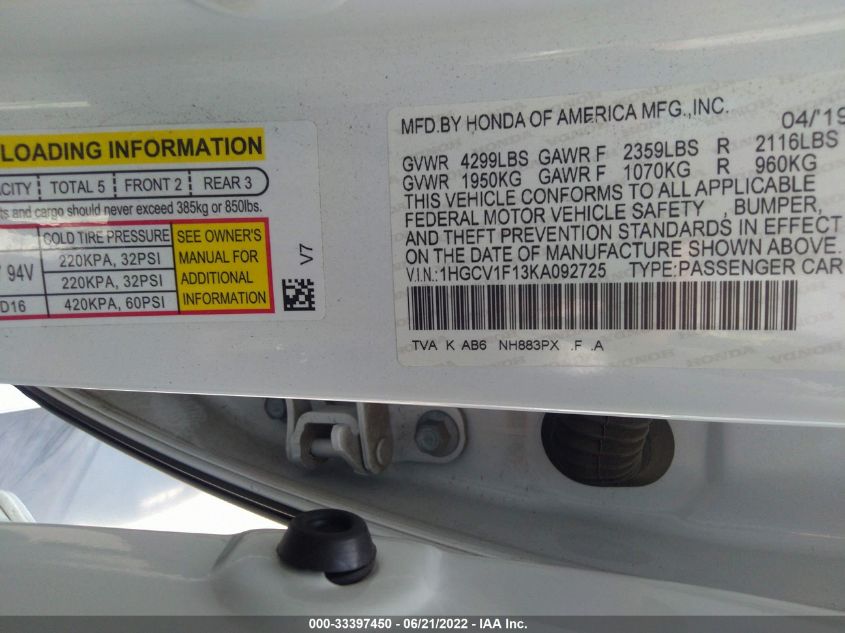 LOADING INFORMATION
ACITY TOTAL 5 FRONT 2 REAR 3
ts and cargo should never exceed 385kg or 850lbs.
COLD TIRE PRESSURE
94V 220KPA, 32PSI
220KPA, 32PSI
D16 420KPA, 60PSI
SEE OWNER'S
MANUAL FOR
ADDITIONAL
INFORMATION
V7
MFD.BY HONDA OF AMERICA MFG.,INC. 04/'19
GVWR 4299LBS GAWR F 2359LBS R 2116LBS
GVWR 1950KG GAWR F 1070KG R 960KG
THIS VEHICLE CONFORMS TO ALL APPLICABLE
FEDERAL MOTOR VEHICLE SAFETY , BUMPER,
AND THEFT PREVENTION STANDARDS IN EFFECT
ON THE DATE OF MANUFACTURE SHOWN ABOVE.
V.I.N.:1HGCV1F13KA092725 TYPE:PASSENGER CAR
TVA K AB6 NH883PX .F .A
000-33397450 - 06/21/2022 - IAA Inc.